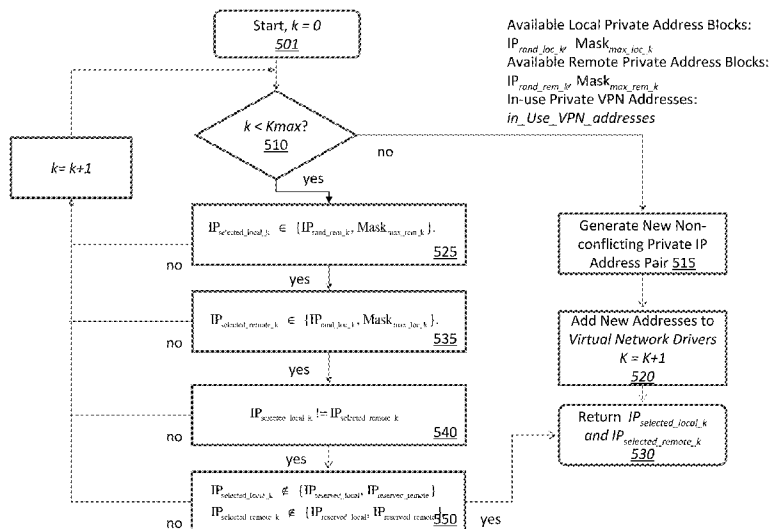 Start, k = 0
501
Available Local Private Address Blocks:
IP_rand_loc_k, Mask_max_loc_k
Available Remote Private Address Blocks:
IP_rand_rem_k, Mask_max_rem_k
In-use Private VPN Addresses:
in_Use_VPN_addresses
k < Kmax?
510
no
k= k+1
yes
IP_selected_local_k ∈ {IP_rand_rem_k, Mask_max_rem_k}.
525
no
yes
Generate New Non-
conflicting Private IP
Address Pair 515
IP_selected_remote_k ∈ {IP_rand_loc_k, Mask_max_loc_k}.
535
no
yes
Add New Addresses to
Virtual Network Drivers
K = K+1
520
IP_selected_local_k != IP_selected_remote_k
540
no
yes
Return IP_selected_local_k
and IP_selected_remote_k
530
IP_selected_local_k ∉ {IP_reserved_local, IP_reserved_remote}
IP_selected_remote_k ∉ {IP_reserved_local, IP_reserved_remote}
550
no
yes